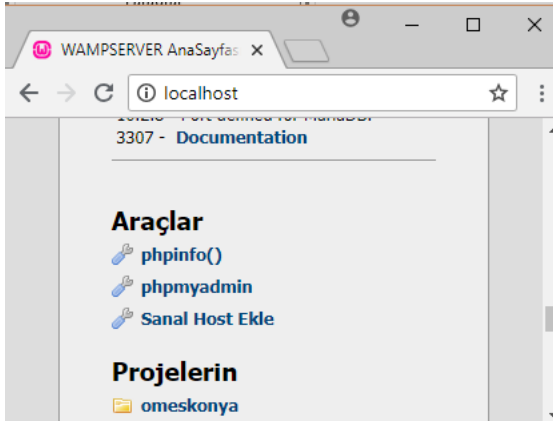 WAMPSERVER AnaSayfas
localhost
3307 - Documentation
Araçlar
phpinfo()
phpmyadmin
Sanal Host Ekle
Projelerin
omeskonya